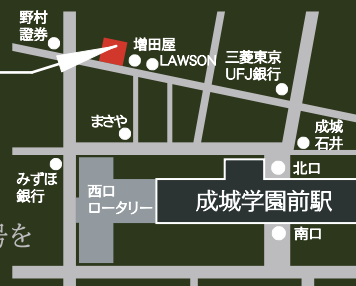 野村
證券
増田屋
LAWSON
三菱東京
UFJ銀行
まさや
成城
石井
みずほ
銀行
西口
ロータリー
北口
成城学園前駅
南口
号を